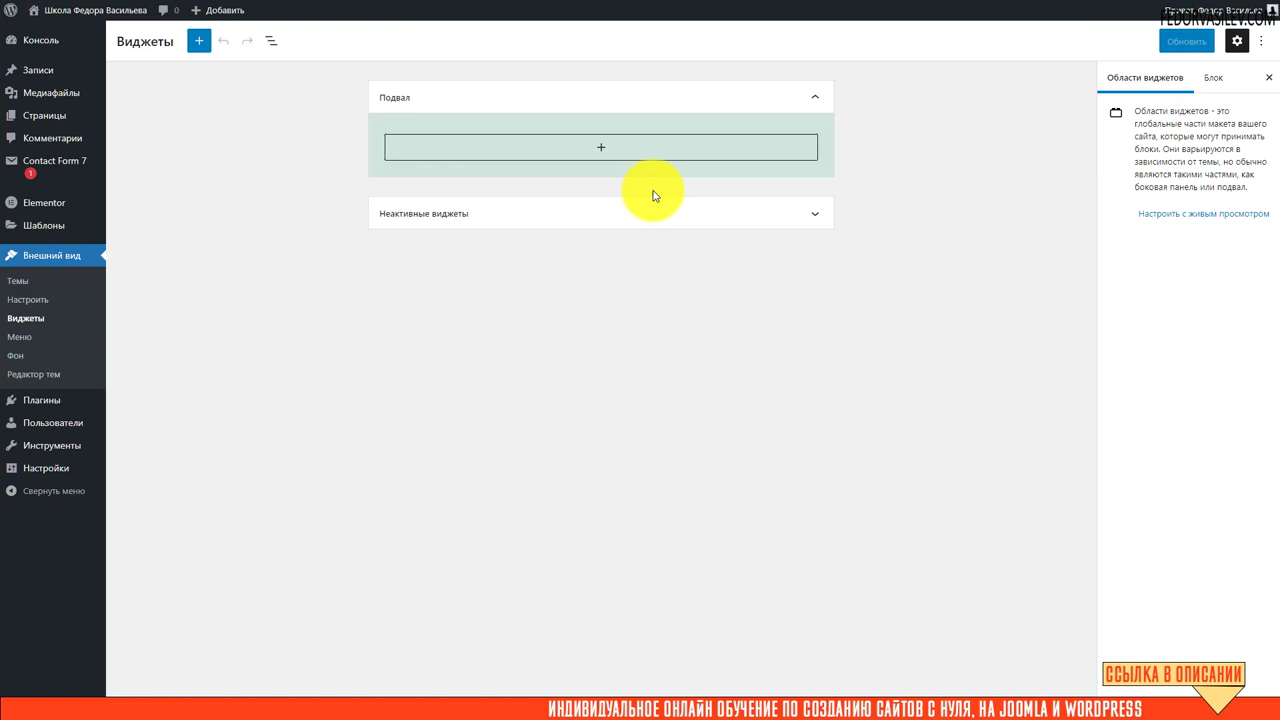 Школа Федора Васильева
0
Добавить
Привет, Федор Васильев
FEDORVASILEV.COM
Консоль
Записи
Медиафайлы
Страницы
Комментарии
Contact Form 7
1
Elementor
Шаблоны
Внешний вид
Темы
Настроить
Виджеты
Меню
Фон
Редактор тем
Плагины
Пользователи
Инструменты
Настройки
Свернуть меню
Виджеты
Обновить
Подвал
Неактивные виджеты
Области виджетов
Блок
Области виджетов - это
глобальные части макета вашего
сайта, которые могут принимать
блоки. Они варьируются в
зависимости от темы, но обычно
являются такими частями, как
боковая панель или подвал.
Настроить с живым просмотром
ССЫЛКА В ОПИСАНИИ
ИНДИВИДУАЛЬНОЕ ОНЛАЙН ОБУЧЕНИЕ ПО СОЗДАНИЮ САЙТОВ С НУЛЯ, НА JOOMLA И WORDPRESS